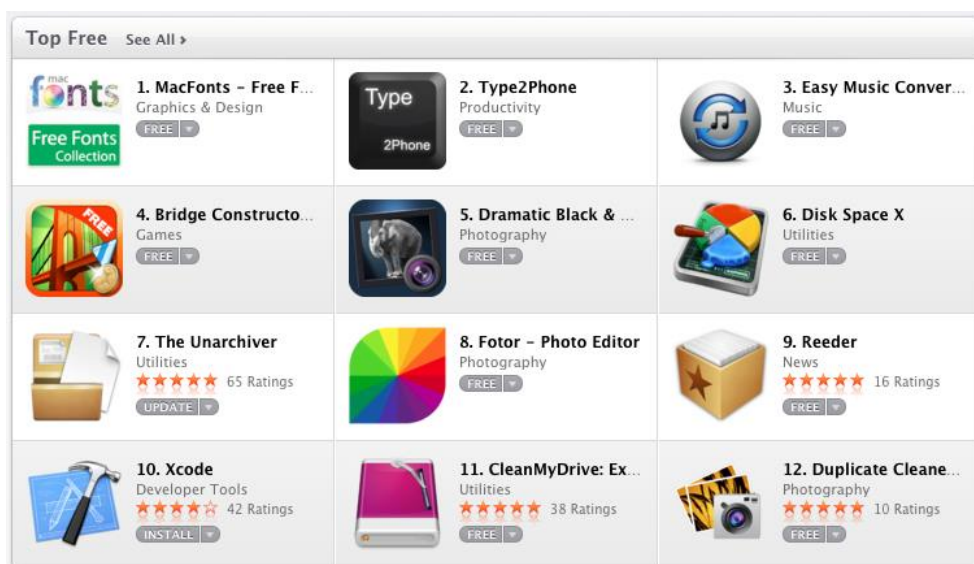 Top Free See All ›
mac
fonts
Free Fonts
Collection
1. MacFonts – Free F...
Graphics & Design
FREE
Type
2Phone
2. Type2Phone
Productivity
FREE
3. Easy Music Conver...
Music
FREE
FREE
4. Bridge Constructo...
Games
FREE
5. Dramatic Black & ...
Photography
FREE
6. Disk Space X
Utilities
FREE
7. The Unarchiver
Utilities
★★★★★ 65 Ratings
UPDATE
8. Fotor – Photo Editor
Photography
FREE
9. Reeder
News
★★★★★ 16 Ratings
FREE
10. Xcode
Developer Tools
★★★★☆ 42 Ratings
INSTALL
11. CleanMyDrive: Ex...
Utilities
★★★★★ 38 Ratings
FREE
12. Duplicate Cleane...
Photography
★★★★★ 10 Ratings
FREE